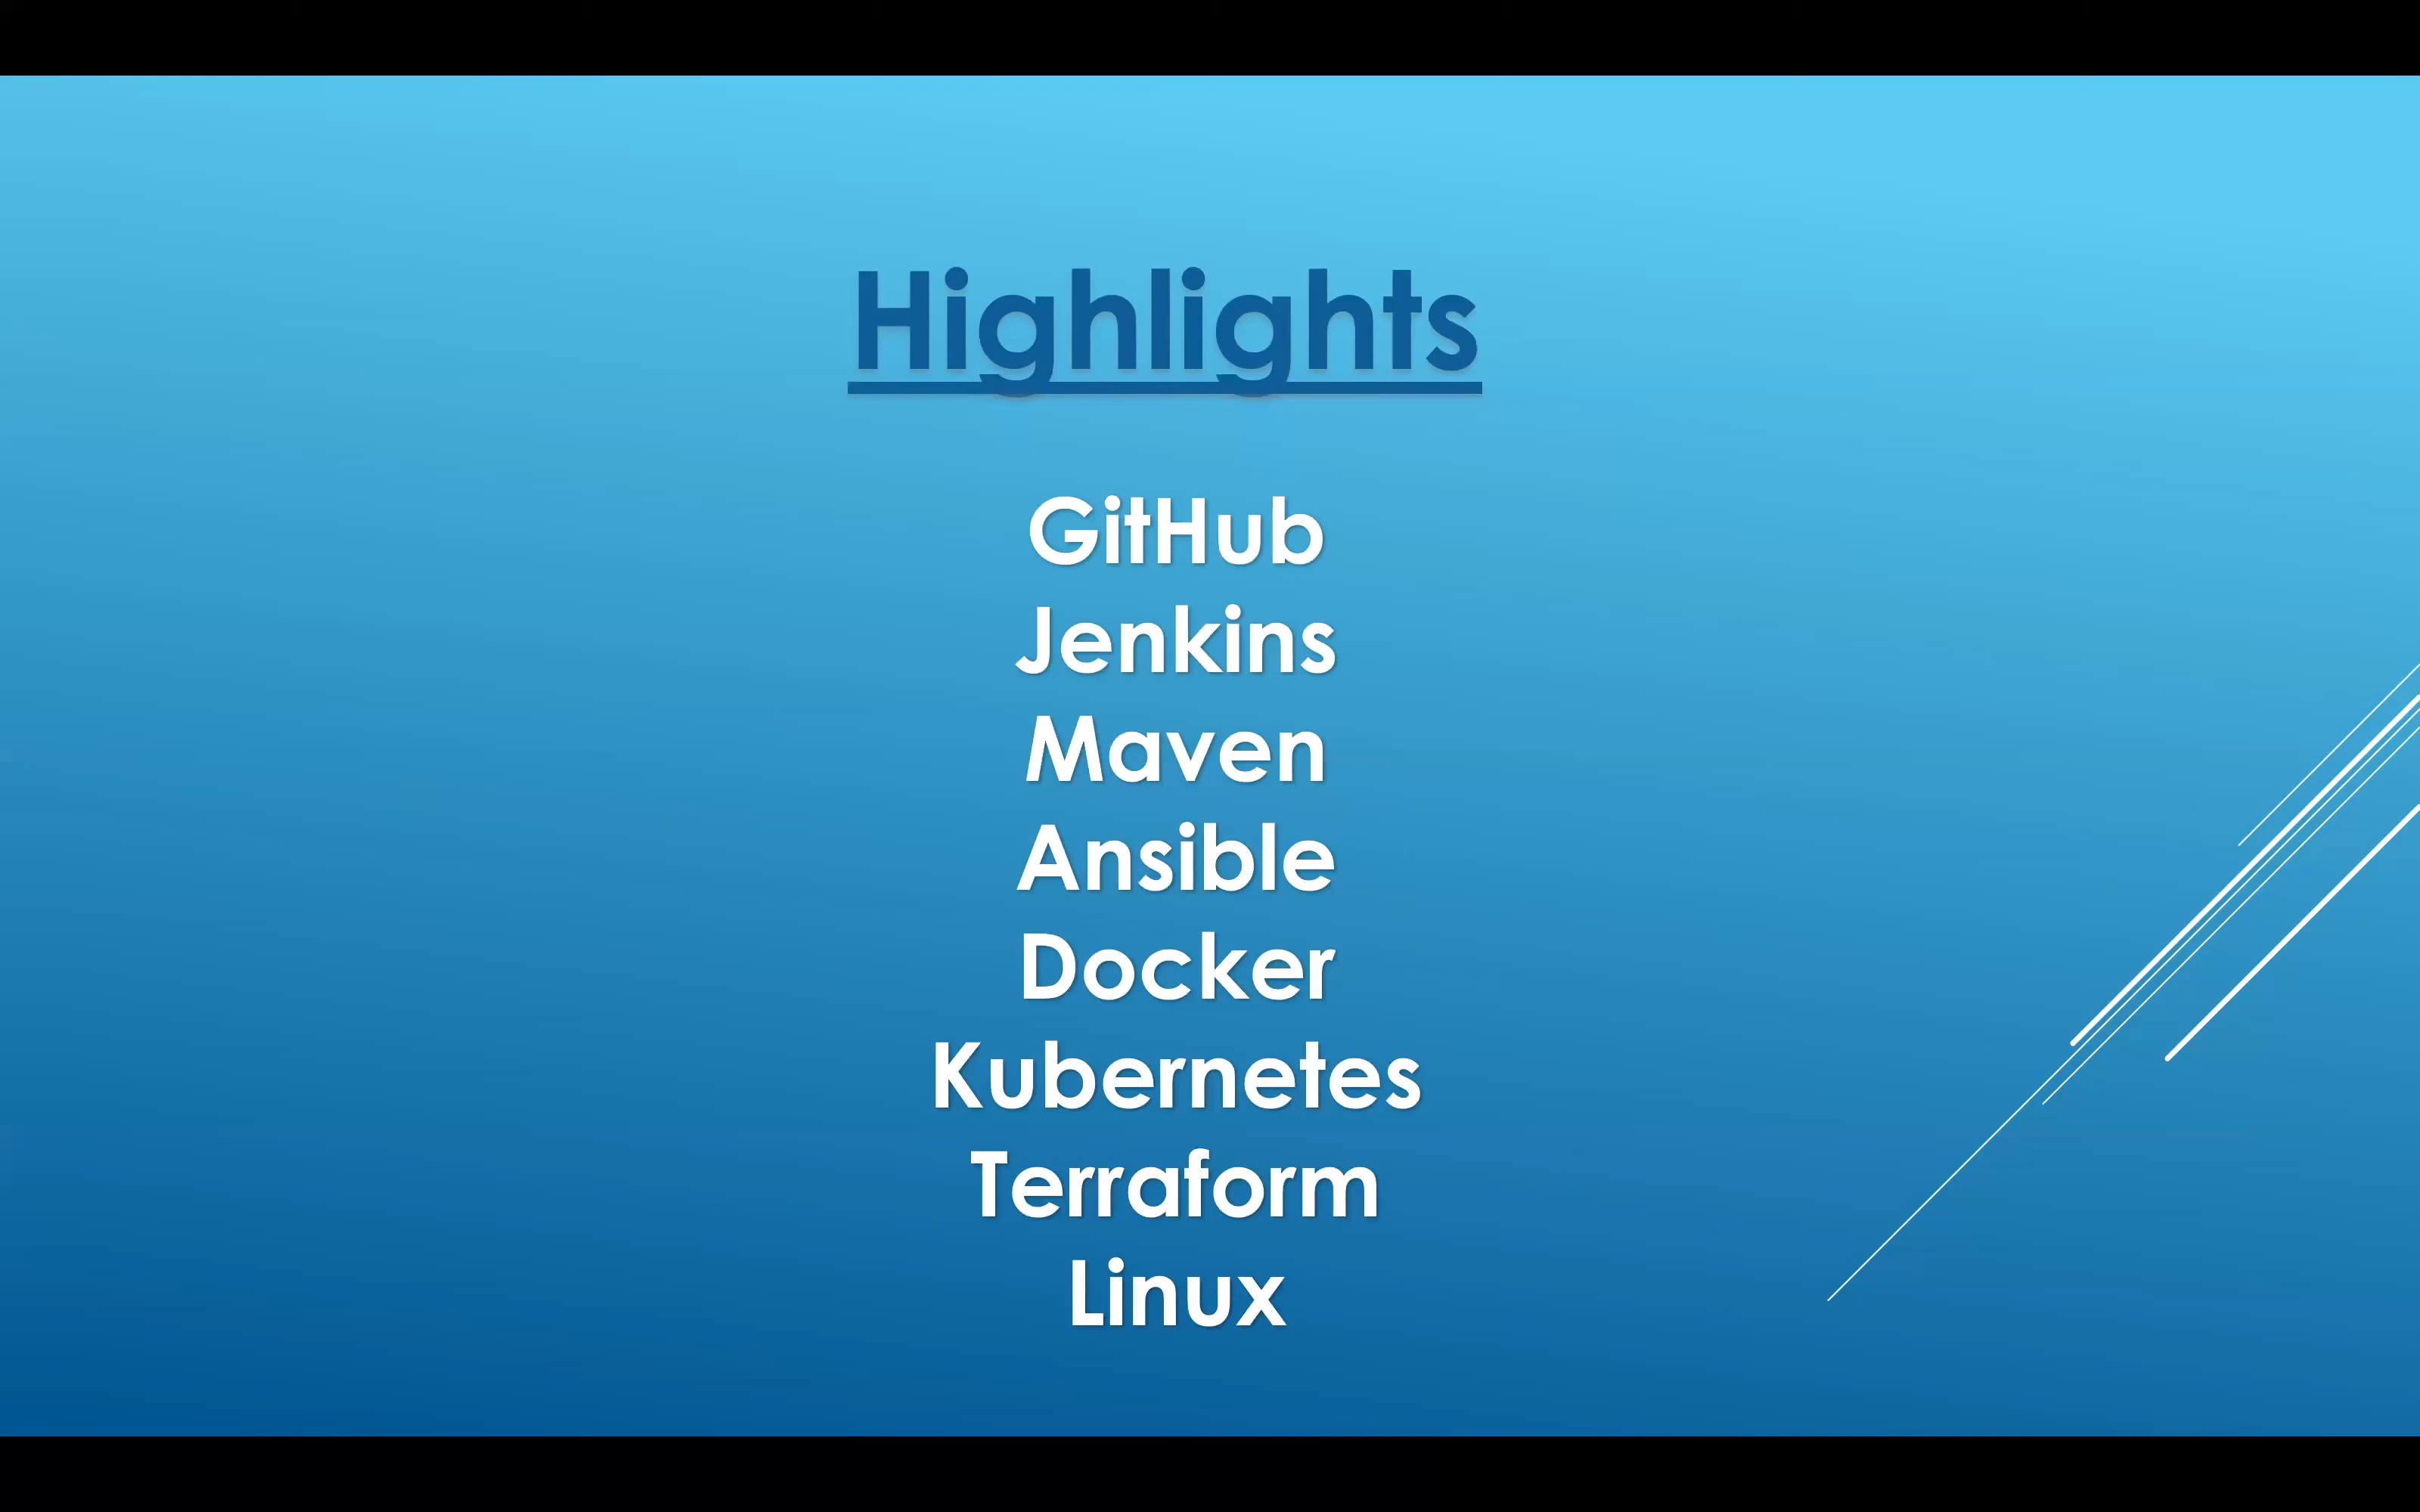 Highlights
GitHub
Jenkins
Maven
Ansible
Docker
Kubernetes
Terraform
Linux